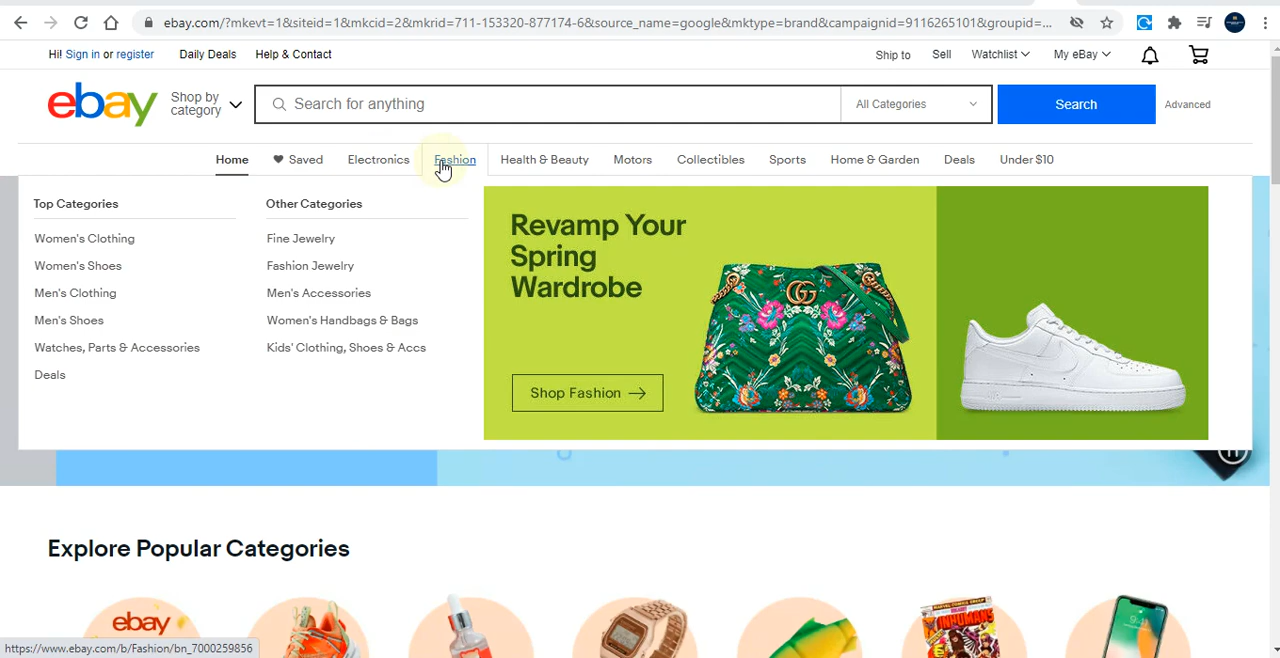 ebay.com/?mkevt=1&siteid=1&mkcid=2&mkrid=711-153320-877174-6&source_name=google&mktype=brand&campaignid=9116265101&groupid=...
Hi! Sign in or register Daily Deals Help & Contact Ship to Sell Watchlist My eBay
ebay Shop by category Search for anything All Categories Search Advanced
Home Saved Electronics Fashion Health & Beauty Motors Collectibles Sports Home & Garden Deals Under $10
Top Categories
Women's Clothing
Women's Shoes
Men's Clothing
Men's Shoes
Watches, Parts & Accessories
Deals
Other Categories
Fine Jewelry
Fashion Jewelry
Men's Accessories
Women's Handbags & Bags
Kids' Clothing, Shoes & Accs
Revamp Your
Spring
Wardrobe
Shop Fashion
GG
Explore Popular Categories
ebay
INHUMANS
https://www.ebay.com/b/Fashion/bn_7000259856